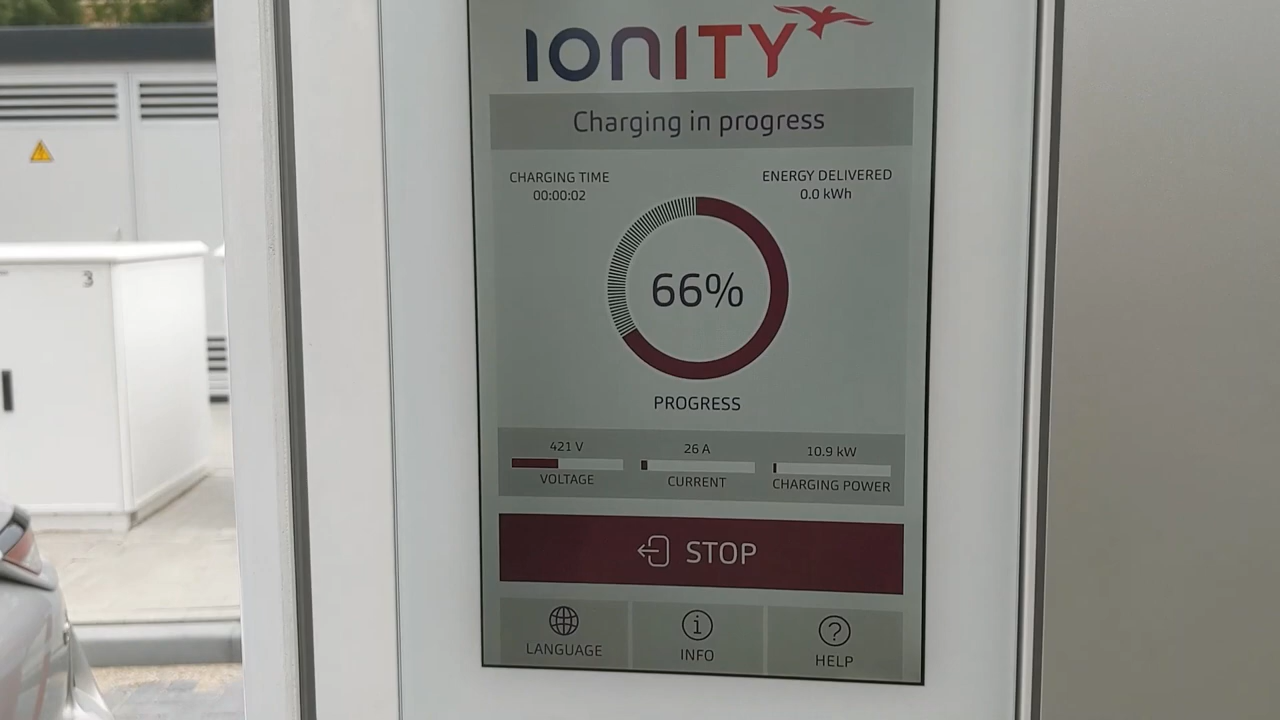 IONITY
Charging in progress
CHARGING TIME
00:00:02
ENERGY DELIVERED
0.0 kWh
66%
PROGRESS
421 V
VOLTAGE
26 A
CURRENT
10.9 kW
CHARGING POWER
STOP
LANGUAGE
INFO
HELP
3